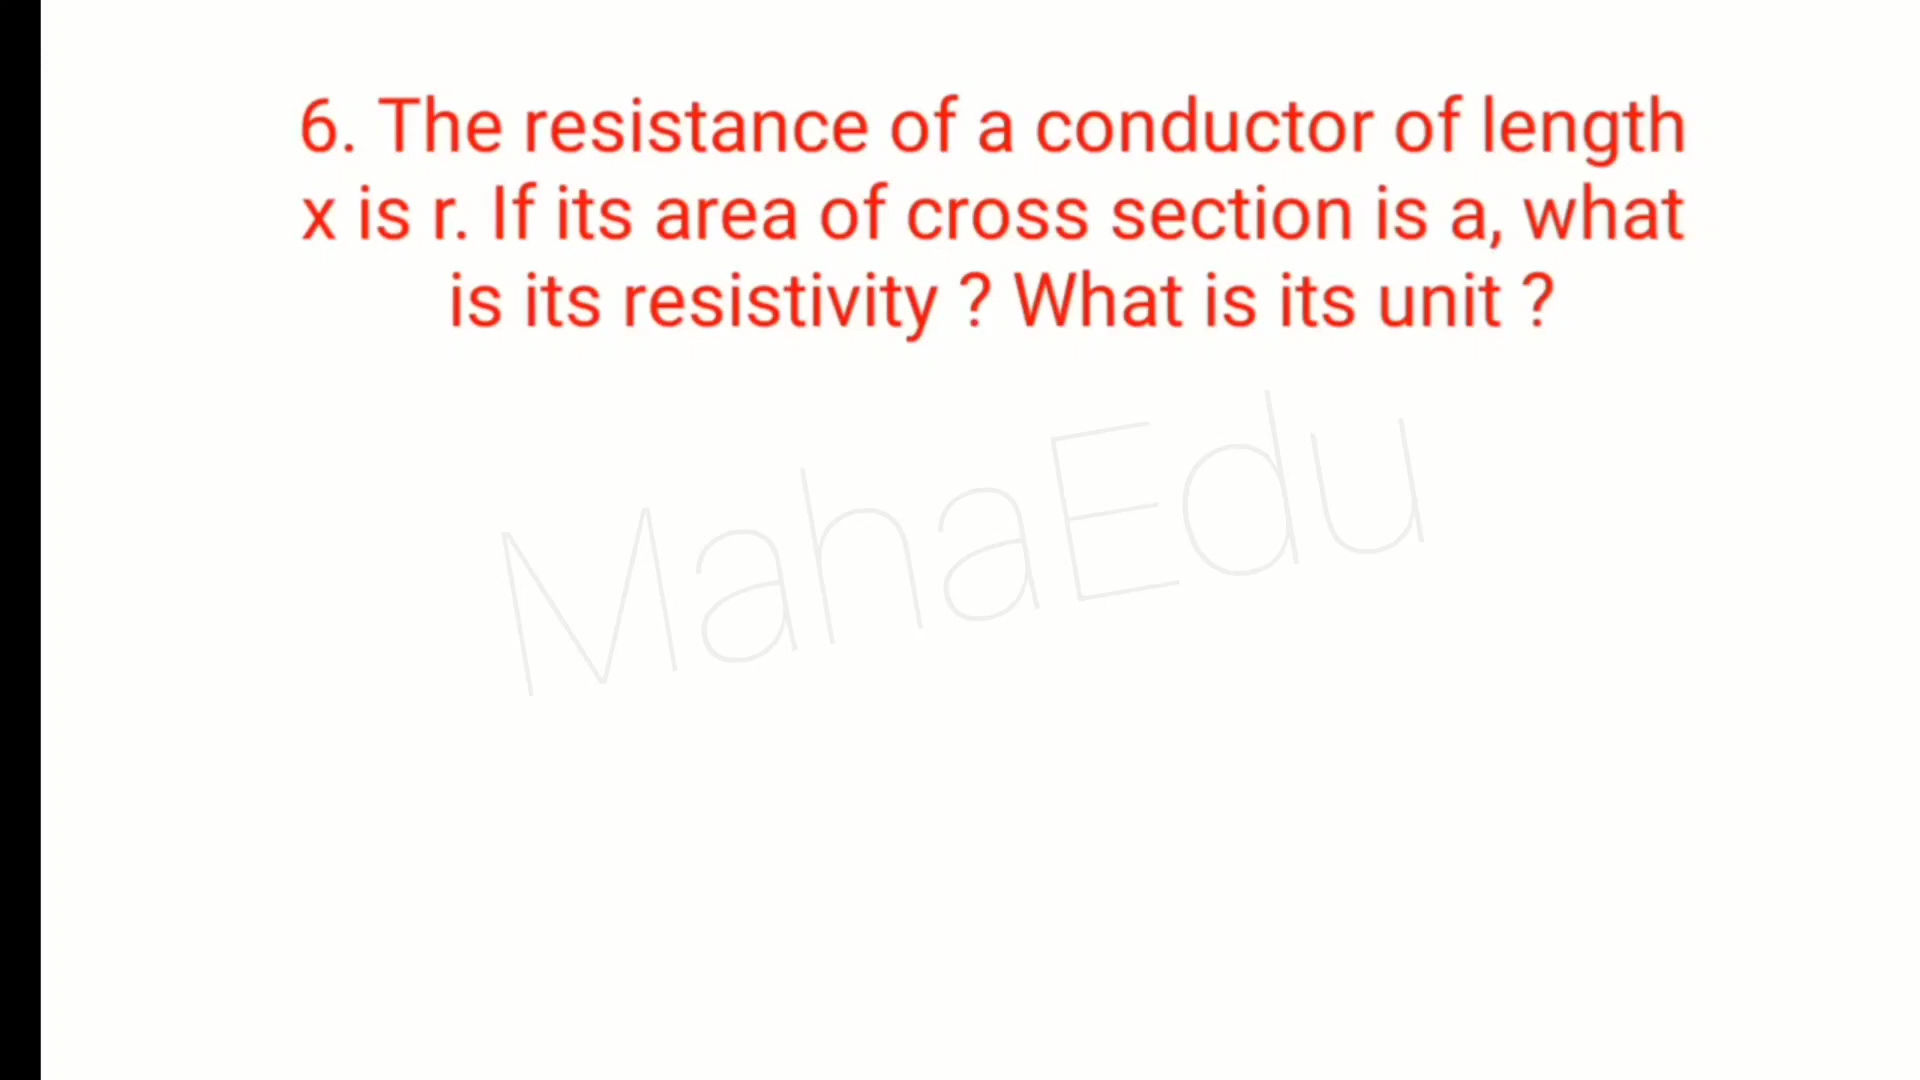 6. The resistance of a conductor of length
x is r. If its area of cross section is a, what
is its resistivity ? What is its unit ?
MahaEdu